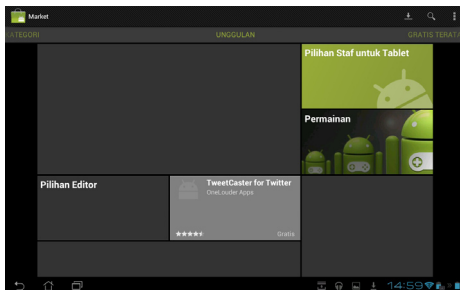 Market
KATEGORI
UNGGULAN
GRATIS TERATA
Pilihan Staf untuk Tablet
Permainan
Pilihan Editor
TweetCaster for Twitter
OneLouder Apps
Gratis
14:59